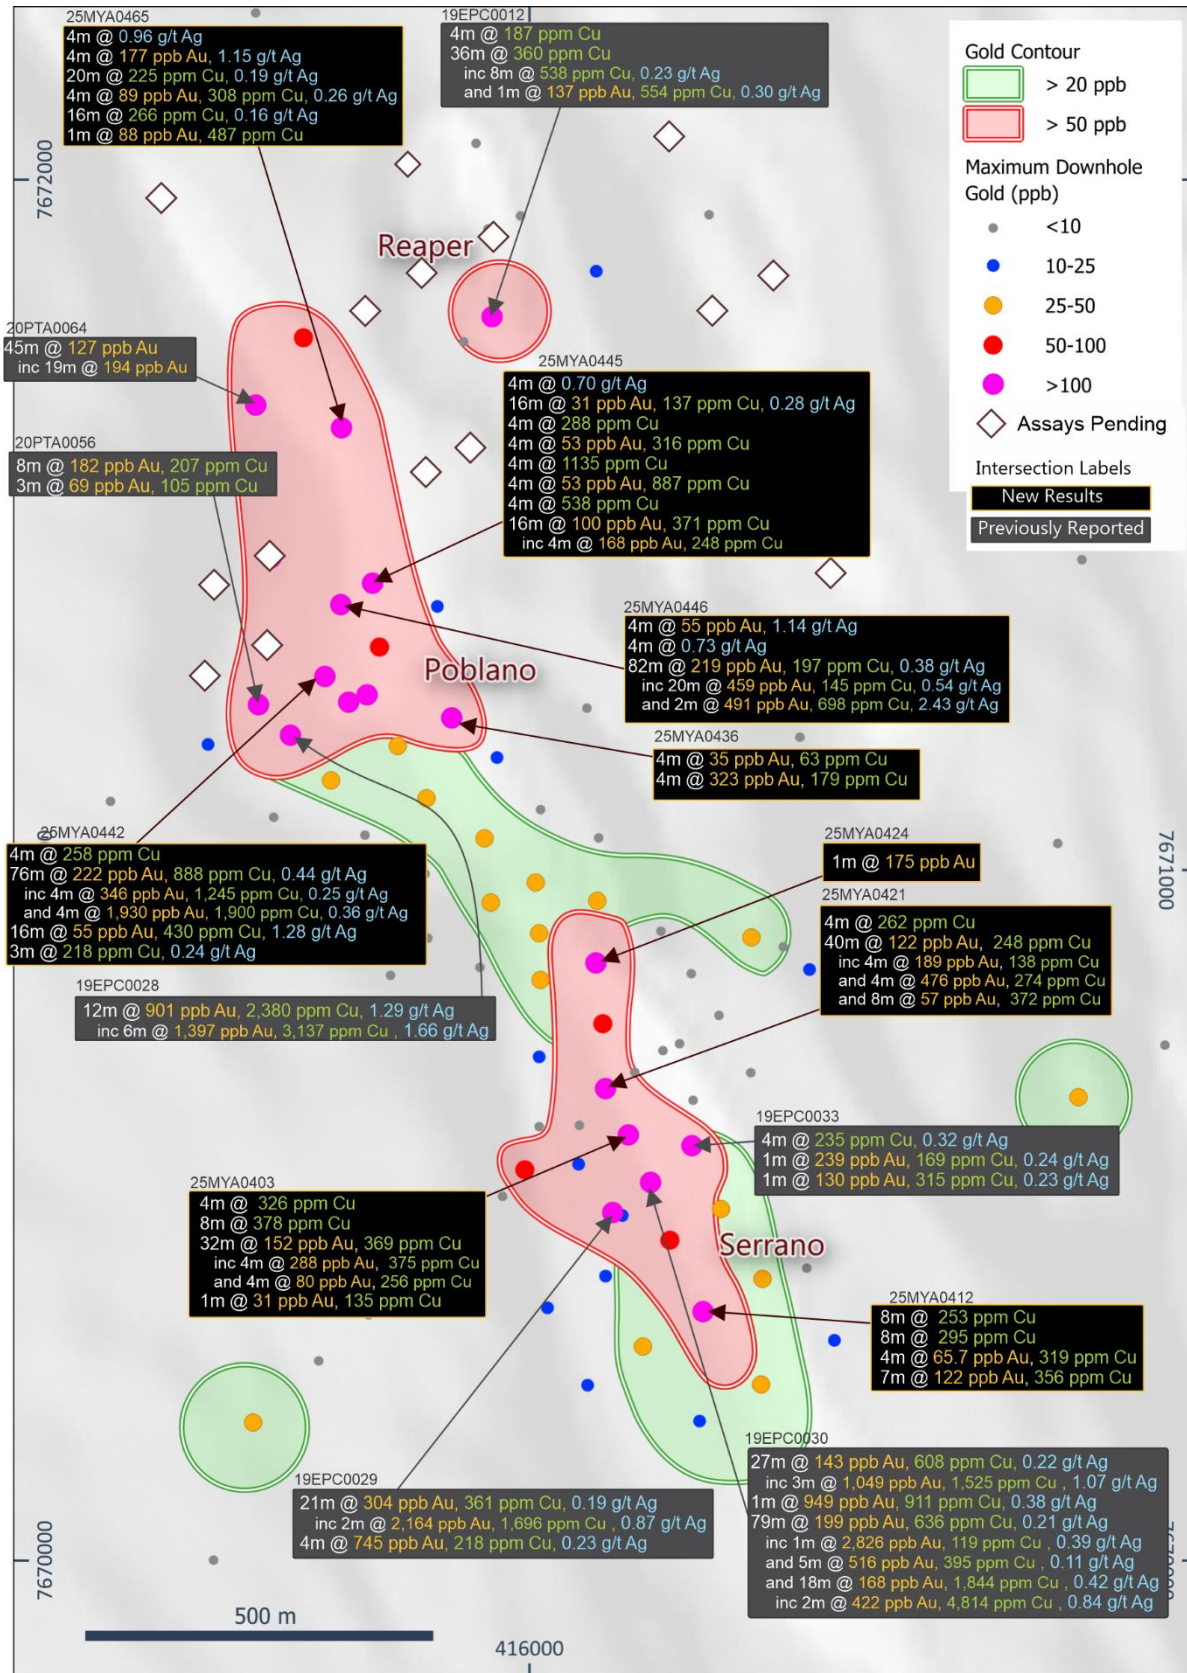 25MYA0465
4m @ 0.96 g/t Ag
4m @ 177 ppb Au, 1.15 g/t Ag
20m @ 225 ppm Cu, 0.19 g/t Ag
4m @ 89 ppb Au, 308 ppm Cu, 0.26 g/t Ag
16m @ 266 ppm Cu, 0.16 g/t Ag
1m @ 88 ppb Au, 487 ppm Cu
19EPC0012
4m @ 187 ppm Cu
36m @ 360 ppm Cu
inc 8m @ 538 ppm Cu, 0.23 g/t Ag
and 1m @ 137 ppb Au, 554 ppm Cu, 0.30 g/t Ag
Gold Contour
> 20 ppb
> 50 ppb
Maximum Downhole
Gold (ppb)
<10
10-25
25-50
50-100
>100
Assays Pending
Intersection Labels
New Results
Previously Reported
7672000
Reaper
20PTA0064
45m @ 127 ppb Au
inc 19m @ 194 ppb Au
25MYA0445
4m @ 0.70 g/t Ag
16m @ 31 ppb Au, 137 ppm Cu, 0.28 g/t Ag
4m @ 288 ppm Cu
4m @ 53 ppb Au, 316 ppm Cu
4m @ 1135 ppm Cu
4m @ 53 ppb Au, 887 ppm Cu
4m @ 538 ppm Cu
16m @ 100 ppb Au, 371 ppm Cu
inc 4m @ 168 ppb Au, 248 ppm Cu
20PTA0056
8m @ 182 ppb Au, 207 ppm Cu
3m @ 69 ppb Au, 105 ppm Cu
25MYA0446
4m @ 55 ppb Au, 1.14 g/t Ag
4m @ 0.73 g/t Ag
82m @ 219 ppb Au, 197 ppm Cu, 0.38 g/t Ag
inc 20m @ 459 ppb Au, 145 ppm Cu, 0.54 g/t Ag
and 2m @ 491 ppb Au, 698 ppm Cu, 2.43 g/t Ag
Poblano
25MYA0436
4m @ 35 ppb Au, 63 ppm Cu
4m @ 323 ppb Au, 179 ppm Cu
25MYA0442
4m @ 258 ppm Cu
76m @ 222 ppb Au, 888 ppm Cu, 0.44 g/t Ag
inc 4m @ 346 ppb Au, 1,245 ppm Cu, 0.25 g/t Ag
and 4m @ 1,930 ppb Au, 1,900 ppm Cu, 0.36 g/t Ag
16m @ 55 ppb Au, 430 ppm Cu, 1.28 g/t Ag
3m @ 218 ppm Cu, 0.24 g/t Ag
25MYA0424
1m @ 175 ppb Au
7671000
25MYA0421
4m @ 262 ppm Cu
40m @ 122 ppb Au, 248 ppm Cu
inc 4m @ 189 ppb Au, 138 ppm Cu
and 4m @ 476 ppb Au, 274 ppm Cu
and 8m @ 57 ppb Au, 372 ppm Cu
19EPC0028
12m @ 901 ppb Au, 2,380 ppm Cu, 1.29 g/t Ag
inc 6m @ 1,397 ppb Au, 3,137 ppm Cu , 1.66 g/t Ag
19EPC0033
4m @ 235 ppm Cu, 0.32 g/t Ag
1m @ 239 ppb Au, 169 ppm Cu, 0.24 g/t Ag
1m @ 130 ppb Au, 315 ppm Cu, 0.23 g/t Ag
25MYA0403
4m @ 326 ppm Cu
8m @ 378 ppm Cu
32m @ 152 ppb Au, 369 ppm Cu
inc 4m @ 288 ppb Au, 375 ppm Cu
and 4m @ 80 ppb Au, 256 ppm Cu
1m @ 31 ppb Au, 135 ppm Cu
Serrano
25MYA0412
8m @ 253 ppm Cu
8m @ 295 ppm Cu
4m @ 65.7 ppb Au, 319 ppm Cu
7m @ 122 ppb Au, 356 ppm Cu
19EPC0029
21m @ 304 ppb Au, 361 ppm Cu, 0.19 g/t Ag
inc 2m @ 2,164 ppb Au, 1,696 ppm Cu , 0.87 g/t Ag
4m @ 745 ppb Au, 218 ppm Cu, 0.23 g/t Ag
19EPC0030
27m @ 143 ppb Au, 608 ppm Cu, 0.22 g/t Ag
inc 3m @ 1,049 ppb Au, 1,525 ppm Cu , 1.07 g/t Ag
1m @ 949 ppb Au, 911 ppm Cu, 0.38 g/t Ag
79m @ 199 ppb Au, 636 ppm Cu, 0.21 g/t Ag
inc 1m @ 2,826 ppb Au, 119 ppm Cu , 0.39 g/t Ag
and 5m @ 516 ppb Au, 395 ppm Cu , 0.11 g/t Ag
and 18m @ 168 ppb Au, 1,844 ppm Cu , 0.42 g/t Ag
inc 2m @ 422 ppb Au, 4,814 ppm Cu , 0.84 g/t Ag
7670000
500 m
416000